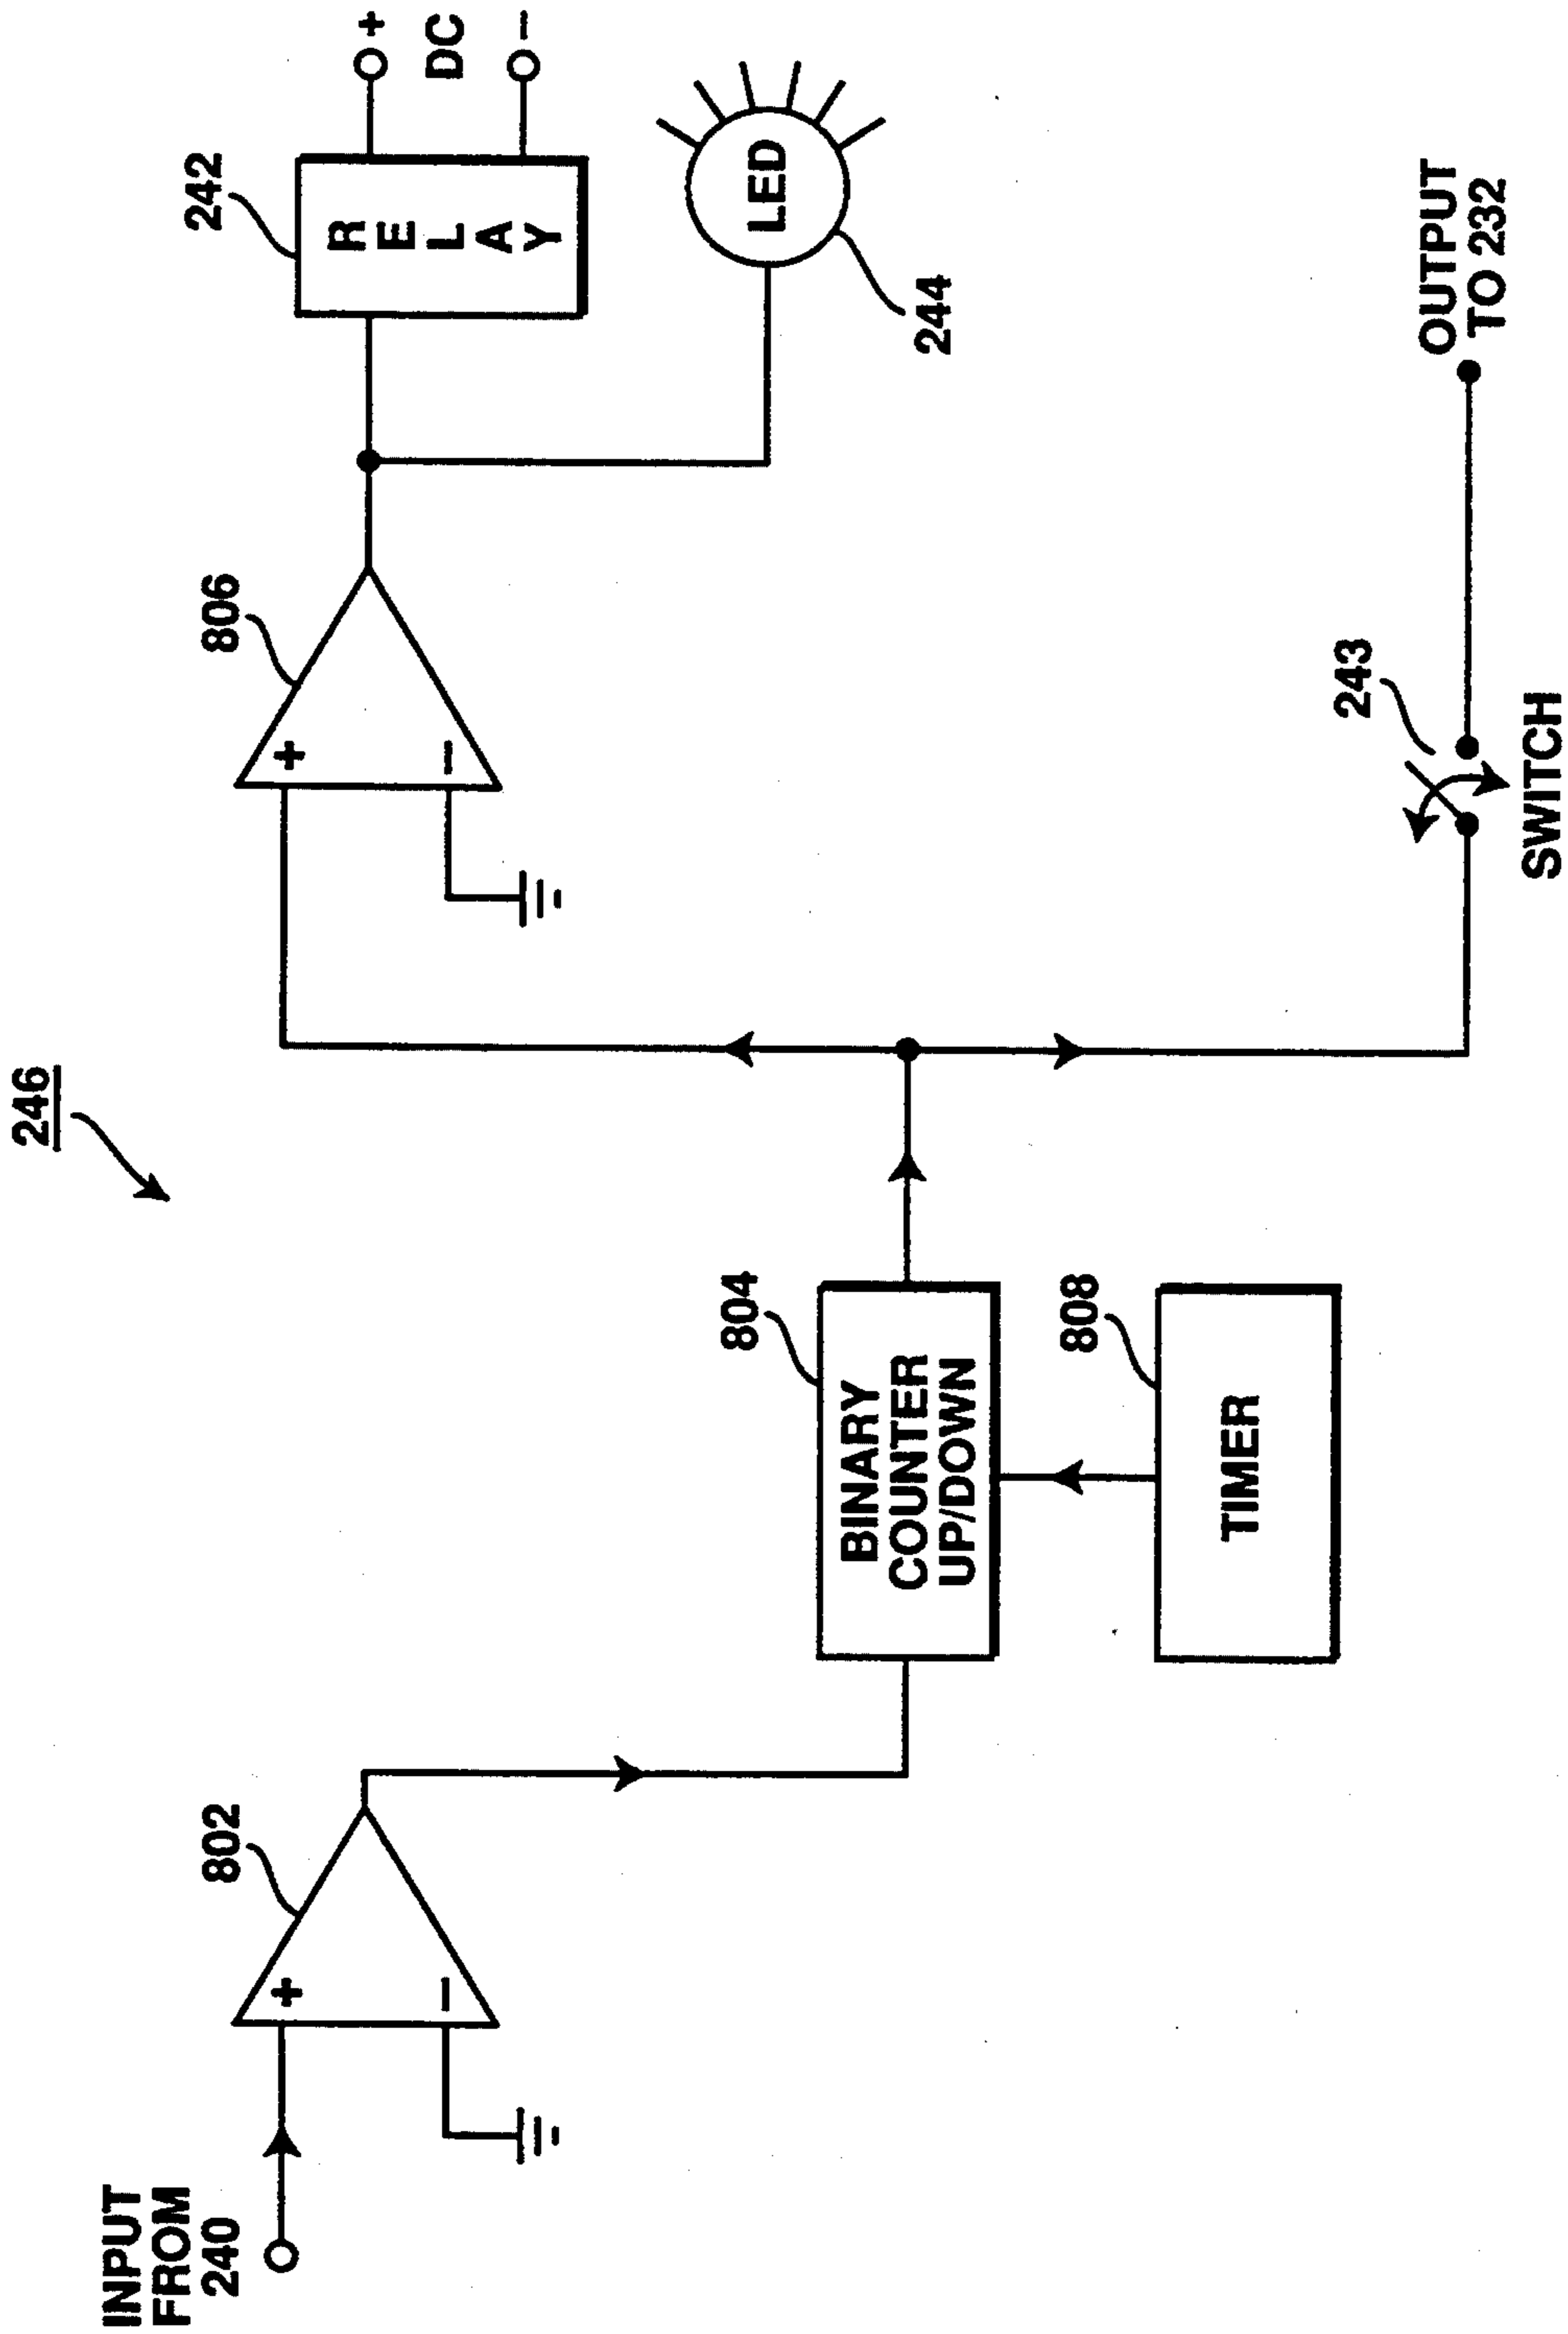 246
INPUT
FROM
240
802
+
−
BINARY
COUNTER
UP/DOWN
804
TIMER
808
806
+
−
RELAY
242
+
DC
−
LED
244
243
SWITCH
OUTPUT
TO 232